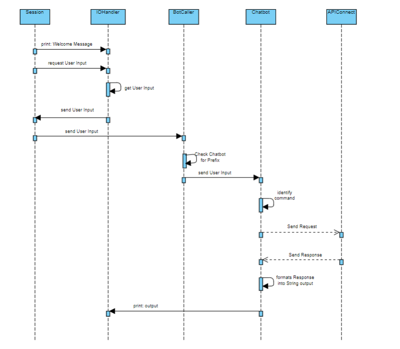 Session
IOHandler
BotCaller
Chatbot
APIConnect
print: Welcome Message
request User Input
get User Input
send User Input
send User Input
Check Chatbot
for Prefix
send User Input
Identify
command
Send Request
Send Response
formats Response
into String output
print: output